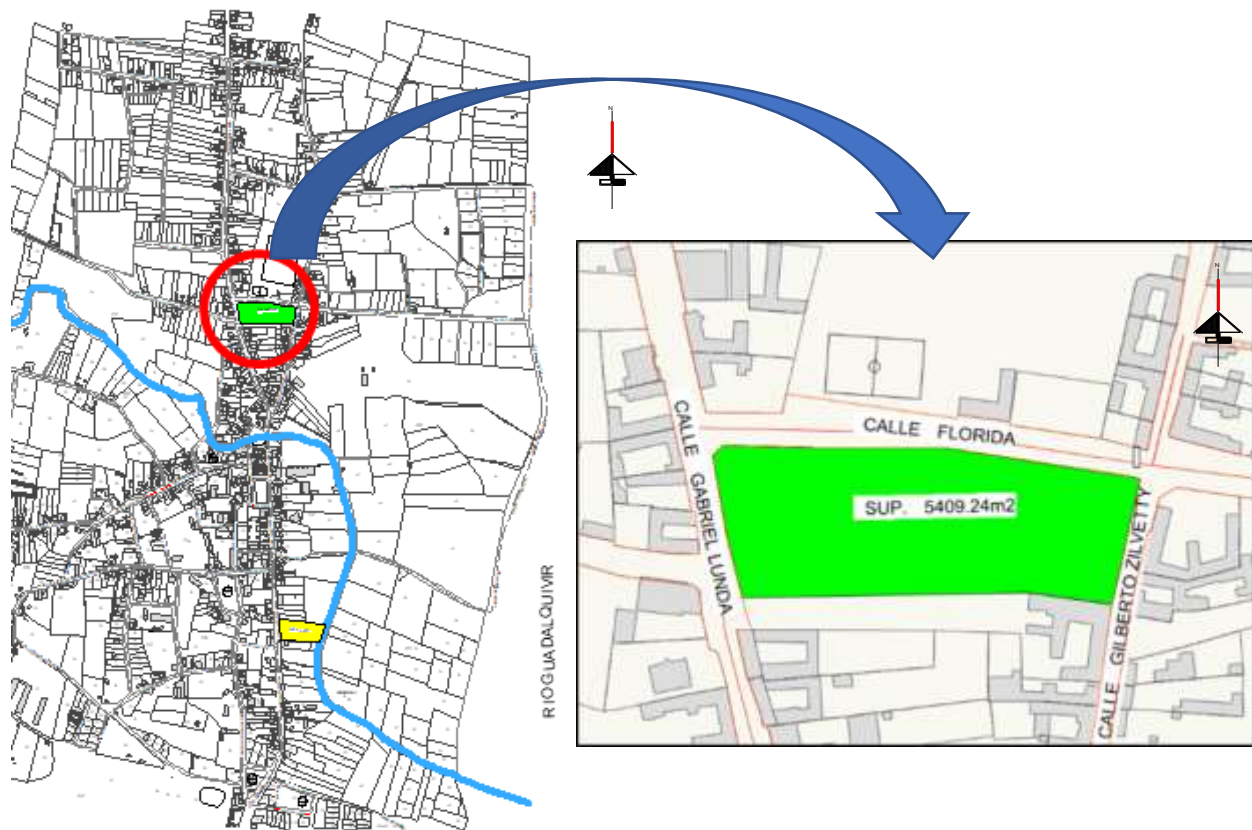 N
N
CALLE FLORIDA
CALLE GABRIEL LUNDA
SUP. 5409.24m2
CALLE GILBERTO ZILVETTY
RIO GUADALQUIVIR